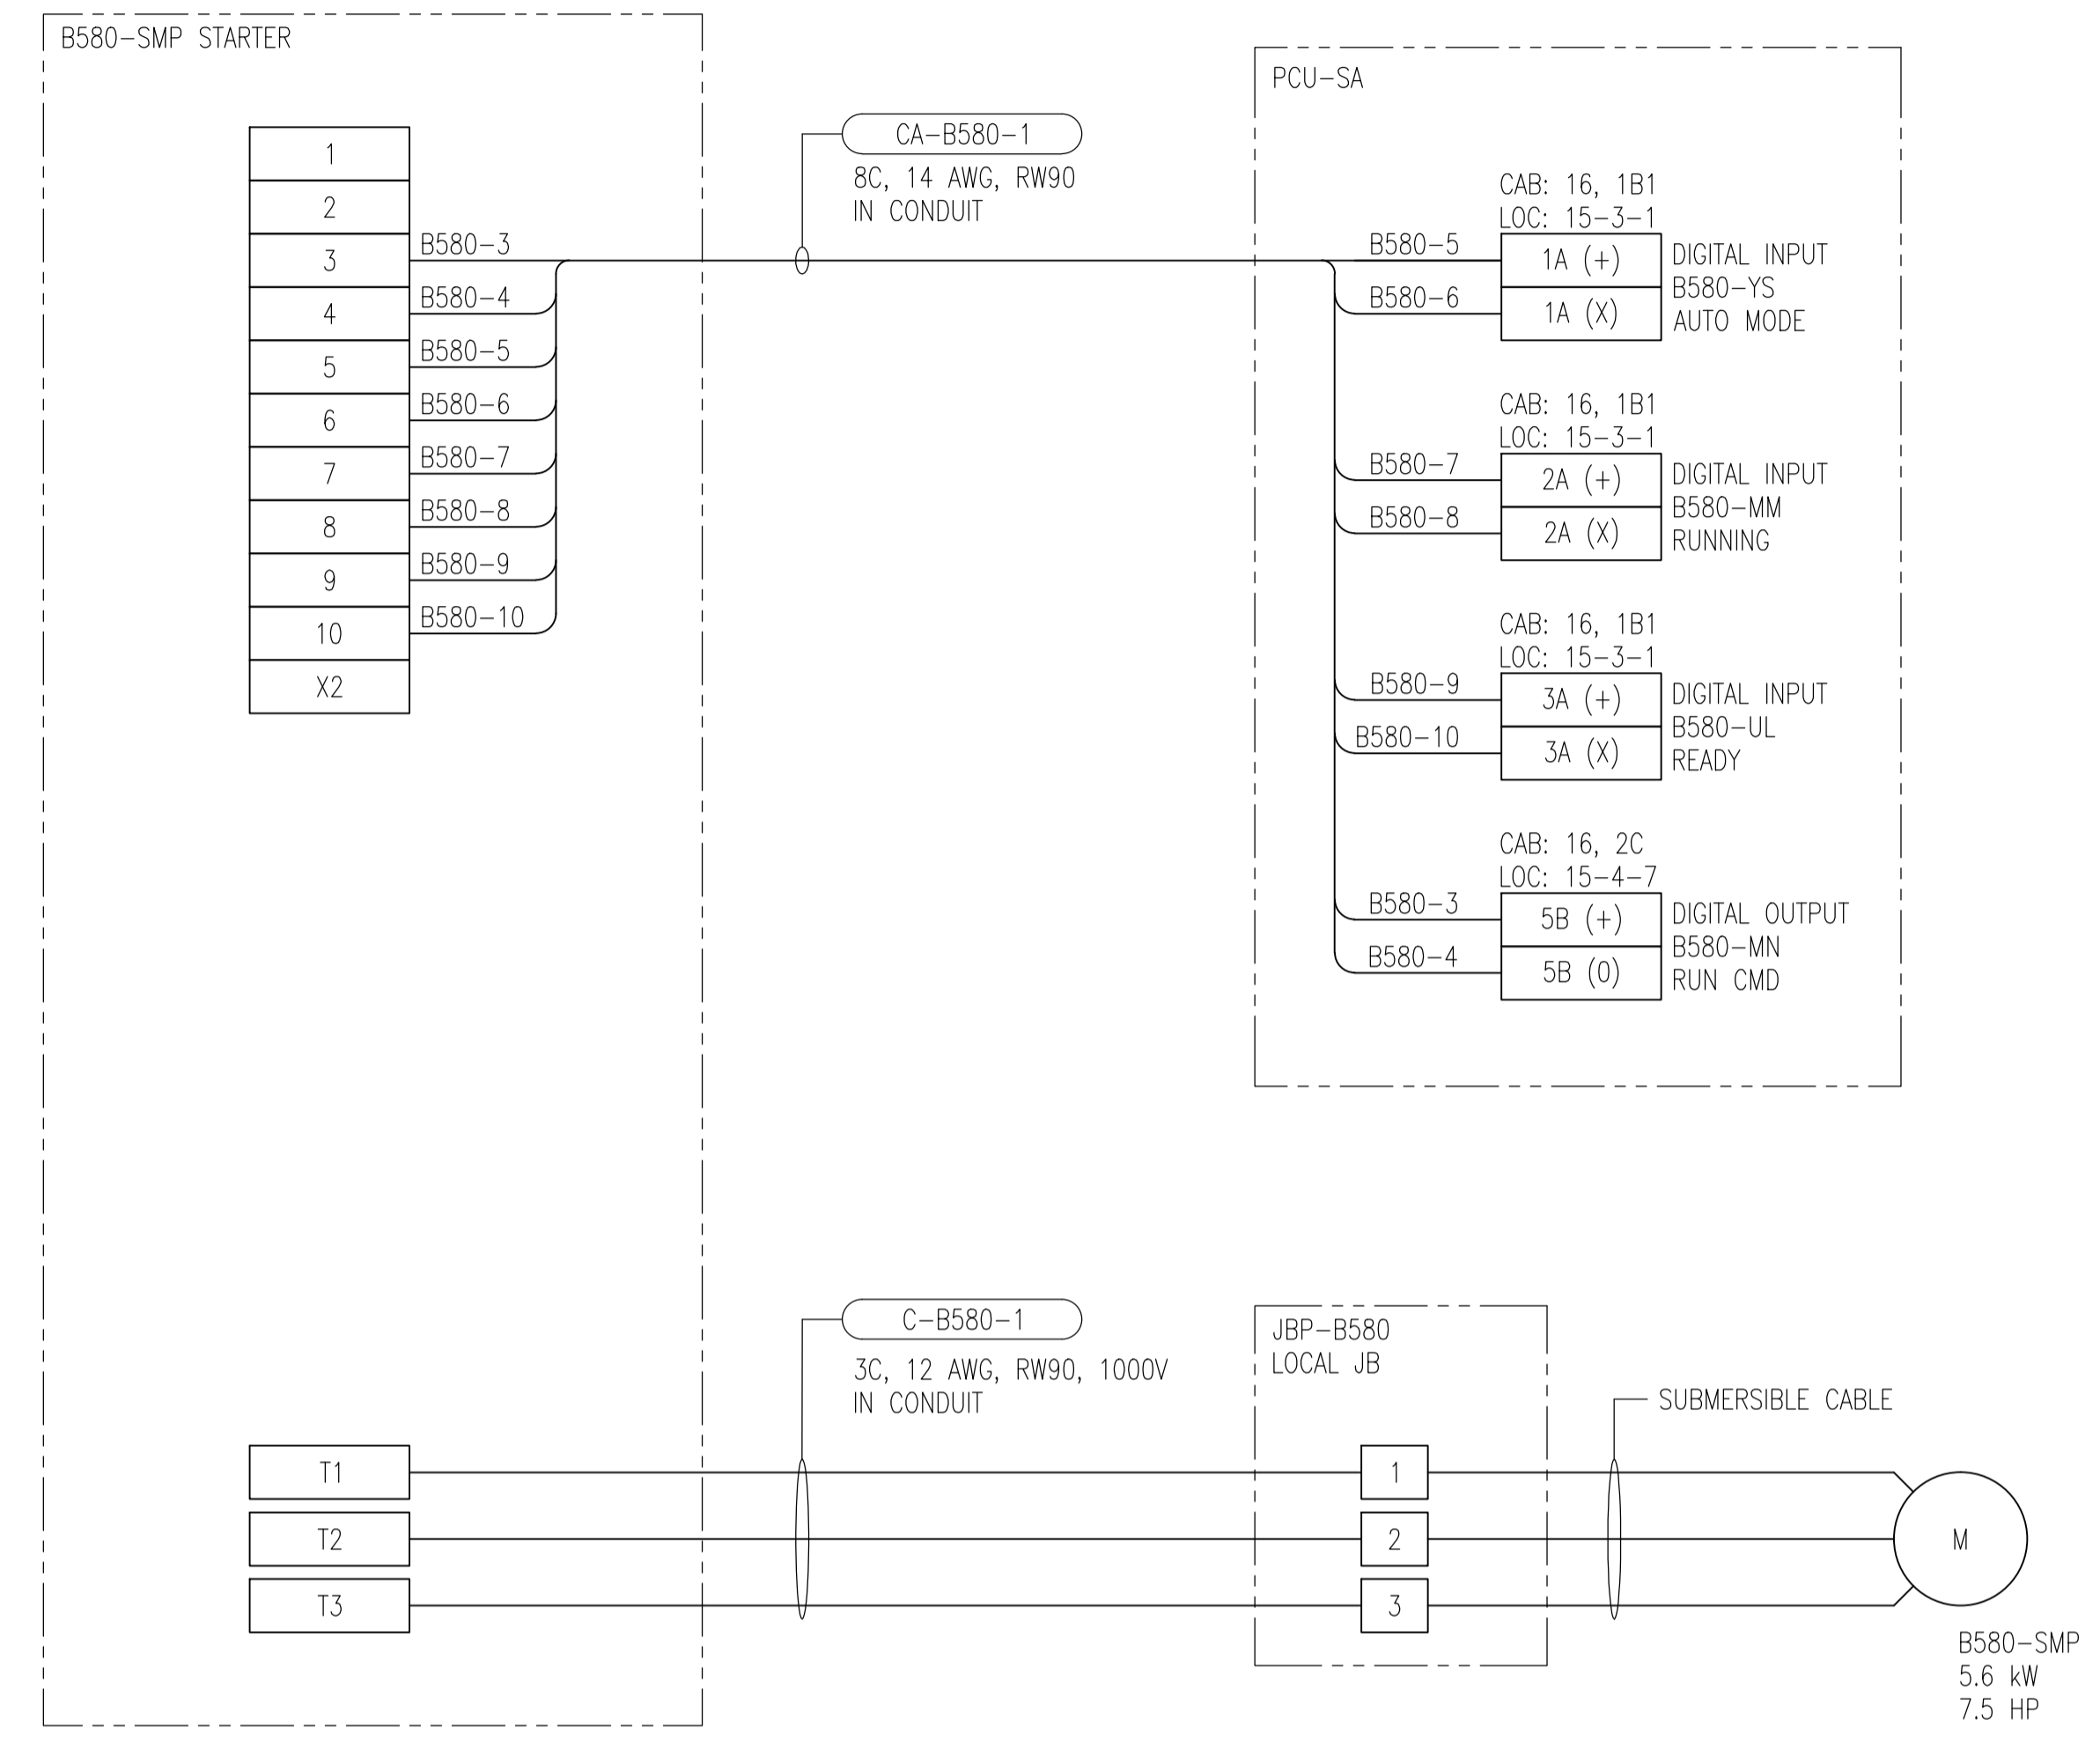 B580-SMP STARTER
1
2
3
4
5
6
7
8
9
10
X2
B580-3
B580-4
B580-5
B580-6
B580-7
B580-8
B580-9
B580-10
CA-B580-1
8C, 14 AWG, RW90
IN CONDUIT
PCU-SA
CAB: 16, 1B1
LOC: 15-3-1
B580-5
1A (+)
B580-6
1A (X)
DIGITAL INPUT
B580-YS
AUTO MODE
CAB: 16, 1B1
LOC: 15-3-1
B580-7
2A (+)
B580-8
2A (X)
DIGITAL INPUT
B580-MM
RUNNING
CAB: 16, 1B1
LOC: 15-3-1
B580-9
3A (+)
B580-10
3A (X)
DIGITAL INPUT
B580-UL
READY
CAB: 16, 2C
LOC: 15-4-7
B580-3
5B (+)
B580-4
5B (0)
DIGITAL OUTPUT
B580-MN
RUN CMD
T1
T2
T3
C-B580-1
3C, 12 AWG, RW90, 1000V
IN CONDUIT
JBP-B580
LOCAL JB
1
2
3
SUBMERSIBLE CABLE
M
B580-SMP
5.6 kW
7.5 HP